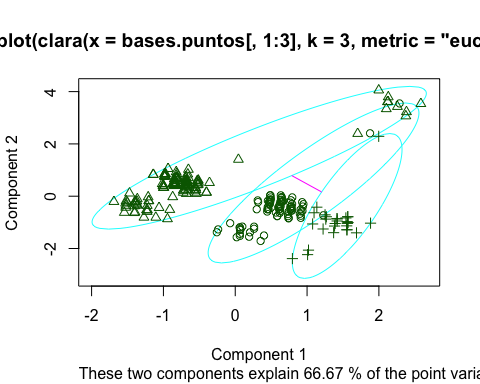 plot(clara(x = bases.puntos[, 1:3], k = 3, metric = "euc
Component 2
4
2
0
-2
-2 -1 0 1 2
Component 1
These two components explain 66.67 % of the point varia